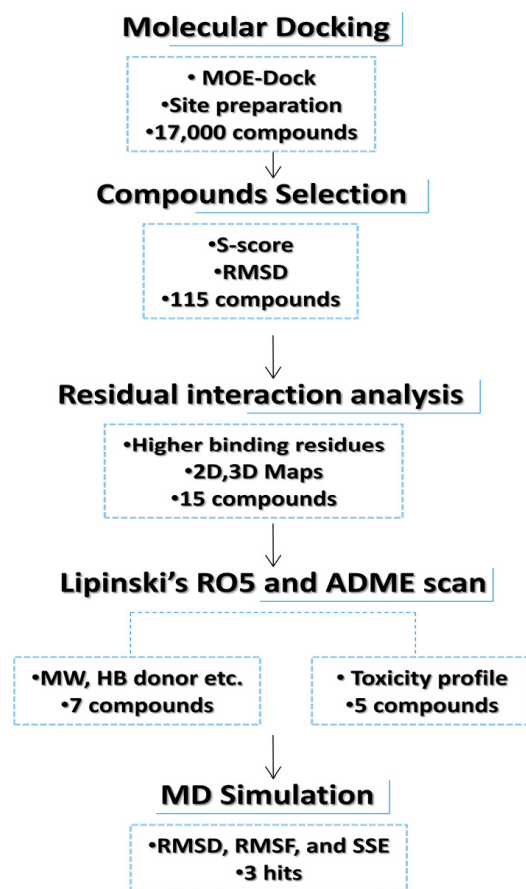 Molecular Docking
• MOE-Dock
•Site preparation
•17,000 compounds
Compounds Selection
•S-score
•RMSD
•115 compounds
Residual interaction analysis
•Higher binding residues
•2D,3D Maps
•15 compounds
Lipinski’s RO5 and ADME scan
•MW, HB donor etc.
•7 compounds
• Toxicity profile
•5 compounds
MD Simulation
•RMSD, RMSF, and SSE
•3 hits